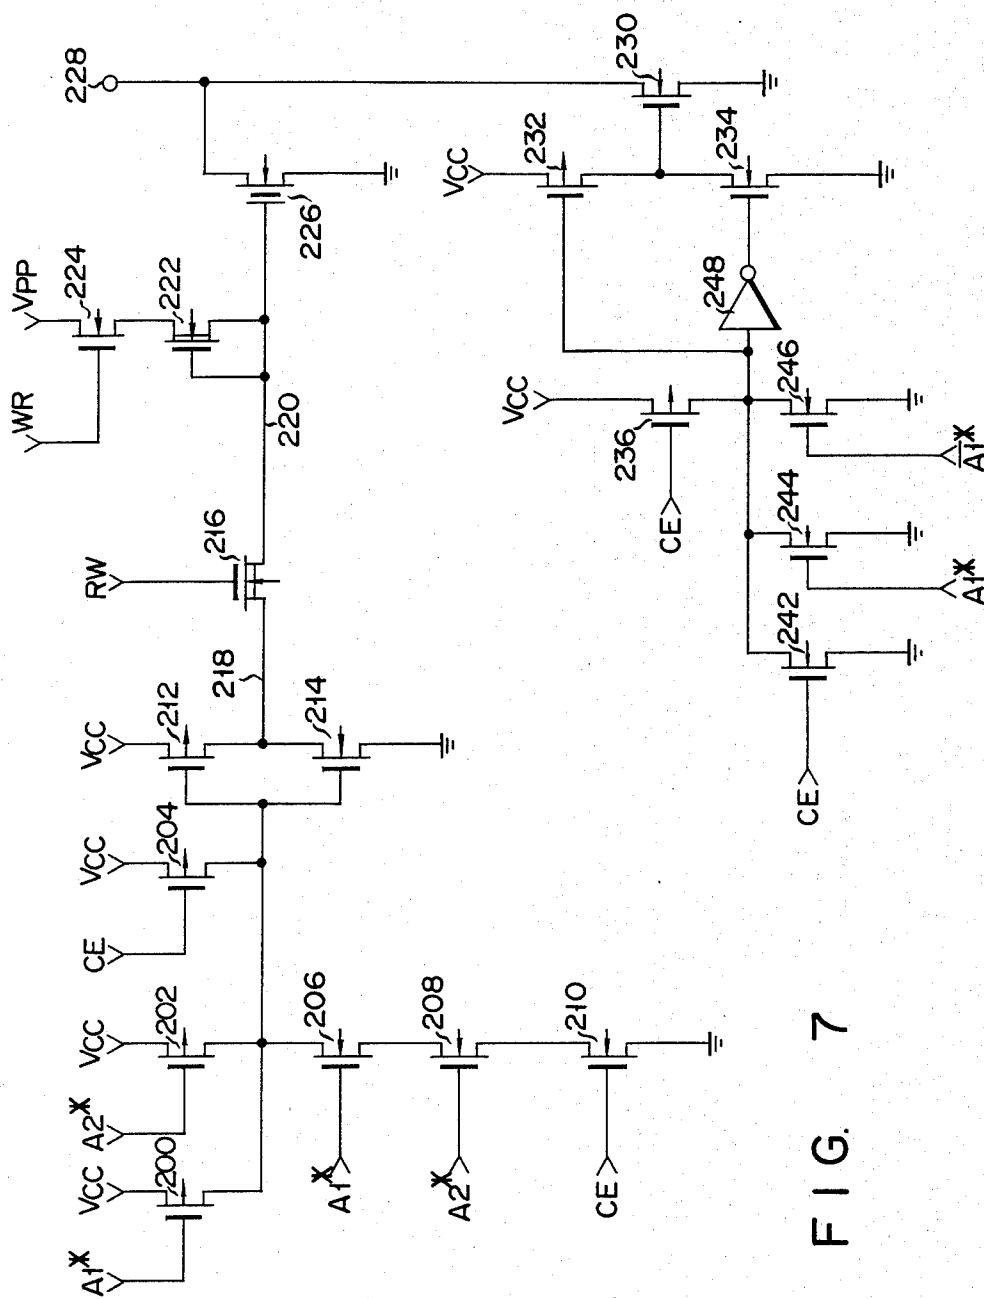 228
230
VCC
232
234
226
VPP
224
222
WR
220
248
VCC
236
CE
246
A1*
244
A1*
242
CE
RW
216
218
214
VCC
212
VCC
204
CE
VCC
202
A2*
VCC
200
A1*
206
208
210
A1*
A2*
CE
FIG. 7